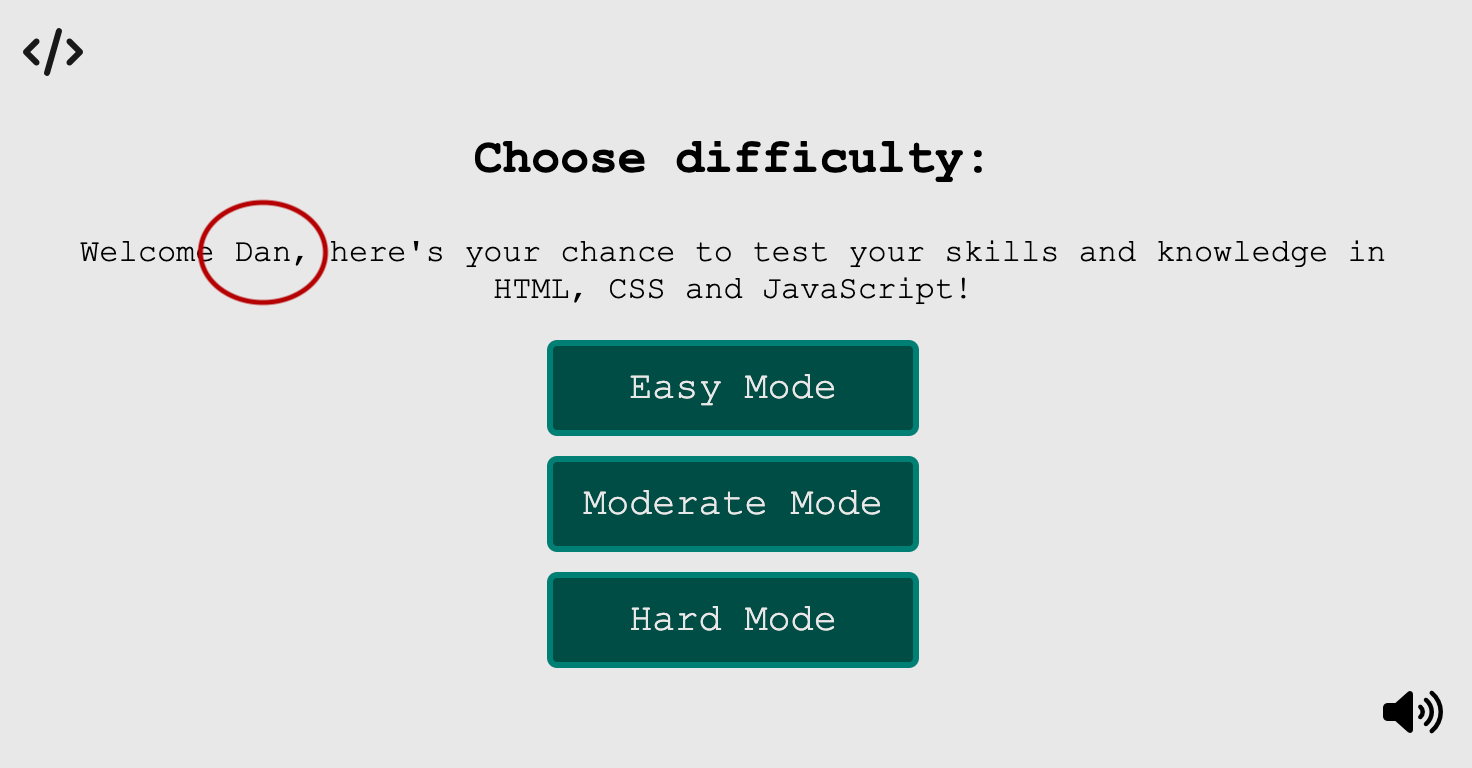 </>
Choose difficulty:
Welcome Dan, here's your chance to test your skills and knowledge in
HTML, CSS and JavaScript!
Easy Mode
Moderate Mode
Hard Mode